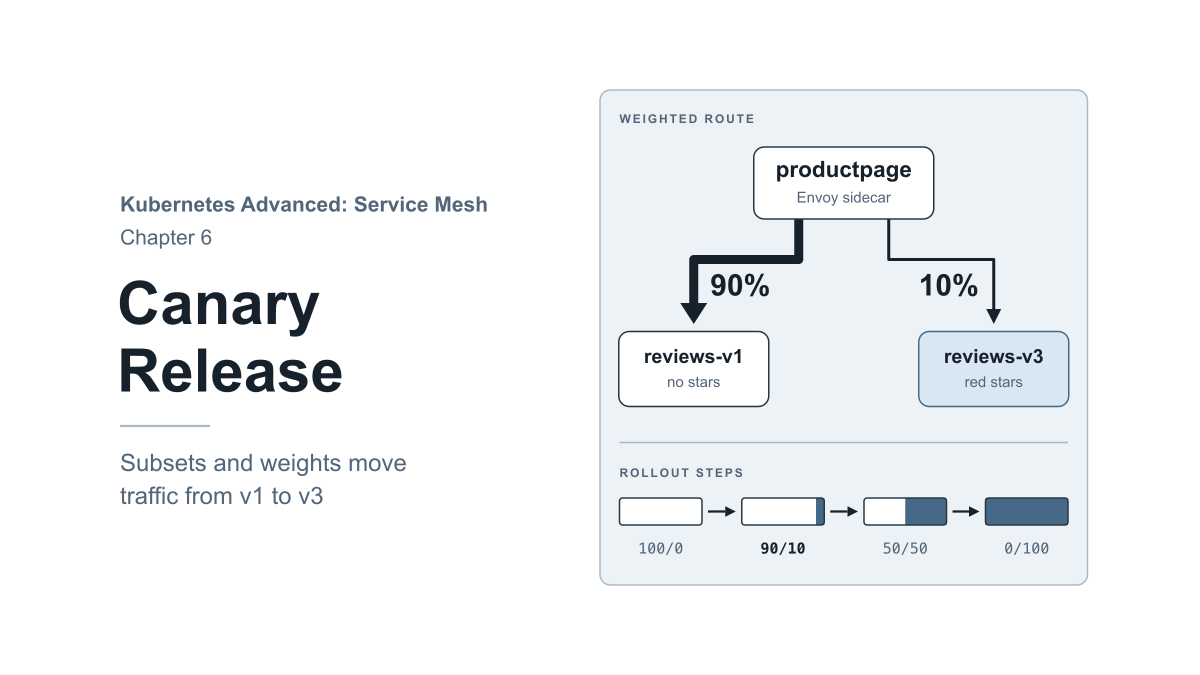 Kubernetes Advanced: Service Mesh
Chapter 6
Canary
Release
Subsets and weights move
traffic from v1 to v3
WEIGHTED ROUTE
productpage
Envoy sidecar
90%
10%
reviews-v1
no stars
reviews-v3
red stars
ROLLOUT STEPS
100/0
90/10
50/50
0/100